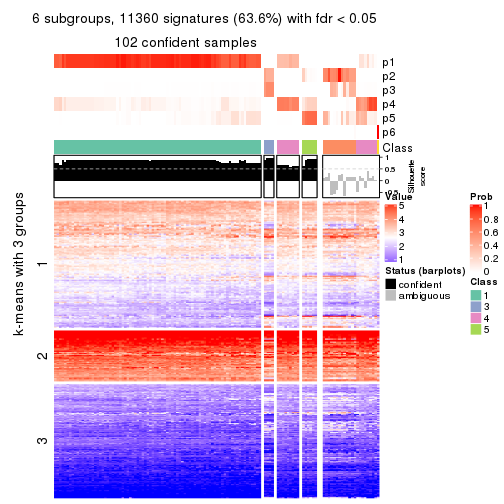 6 subgroups, 11360 signatures (63.6%) with fdr < 0.05
102 confident samples
p1
p2
p3
p4
p5
p6
Class
1
0.5
0
-0.5
Silhouette
score
k-means with 3 groups
1
2
3
Value
5
4
3
2
1
Status (barplots)
confident
ambiguous
Prob
1
0.8
0.6
0.4
0.2
0
Class
1
3
4
5